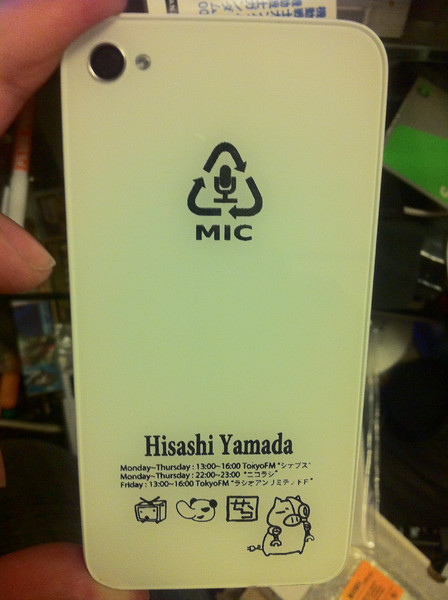 MIC
Hisashi Yamada
Monday~Thursday : 13:00~16:00 TokyoFM "シナプス"
Monday~Thursday : 22:00~23:00 "ニコラジ"
Friday : 13:00~16:00 TokyoFM "ラジオアンリミテッドF"